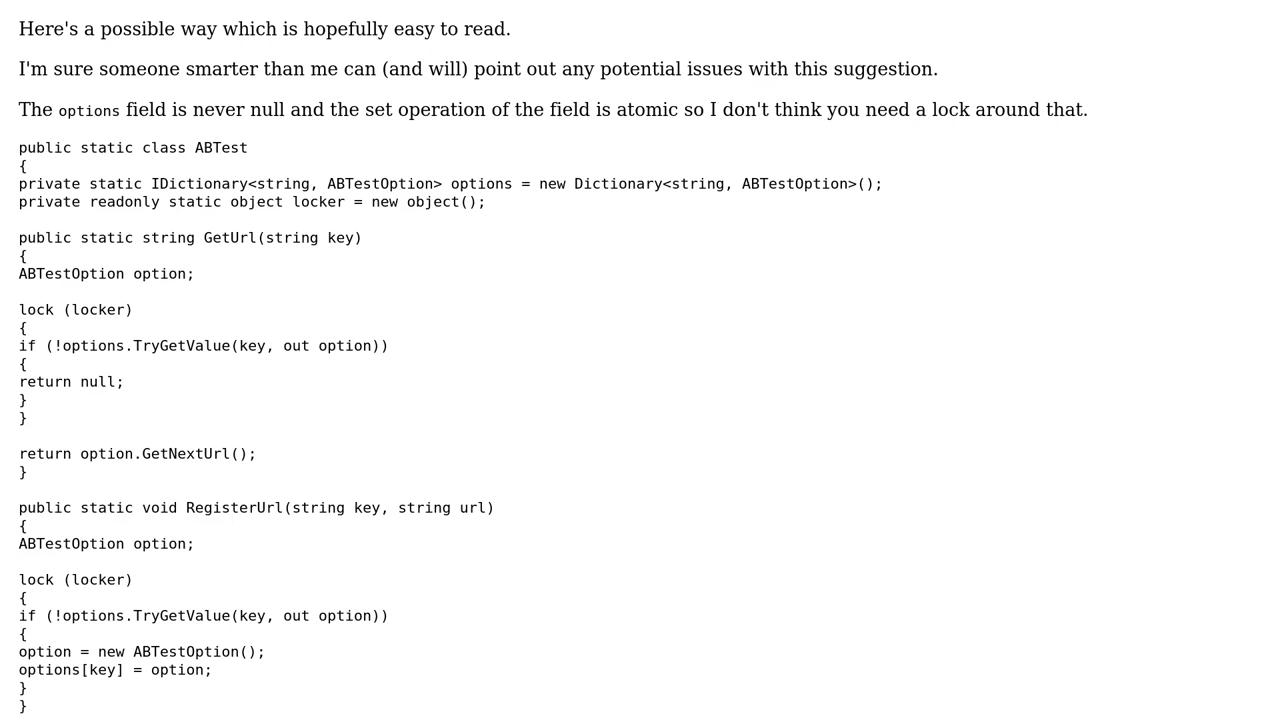 Here's a possible way which is hopefully easy to read.
I'm sure someone smarter than me can (and will) point out any potential issues with this suggestion.
The options field is never null and the set operation of the field is atomic so I don't think you need a lock around that.
public static class ABTest
{
private static IDictionary<string, ABTestOption> options = new Dictionary<string, ABTestOption>();
private readonly static object locker = new object();
public static string GetUrl(string key)
{
ABTestOption option;
lock (locker)
{
if (!options.TryGetValue(key, out option))
{
return null;
}
}
return option.GetNextUrl();
}
public static void RegisterUrl(string key, string url)
{
ABTestOption option;
lock (locker)
{
if (!options.TryGetValue(key, out option))
{
option = new ABTestOption();
options[key] = option;
}
}